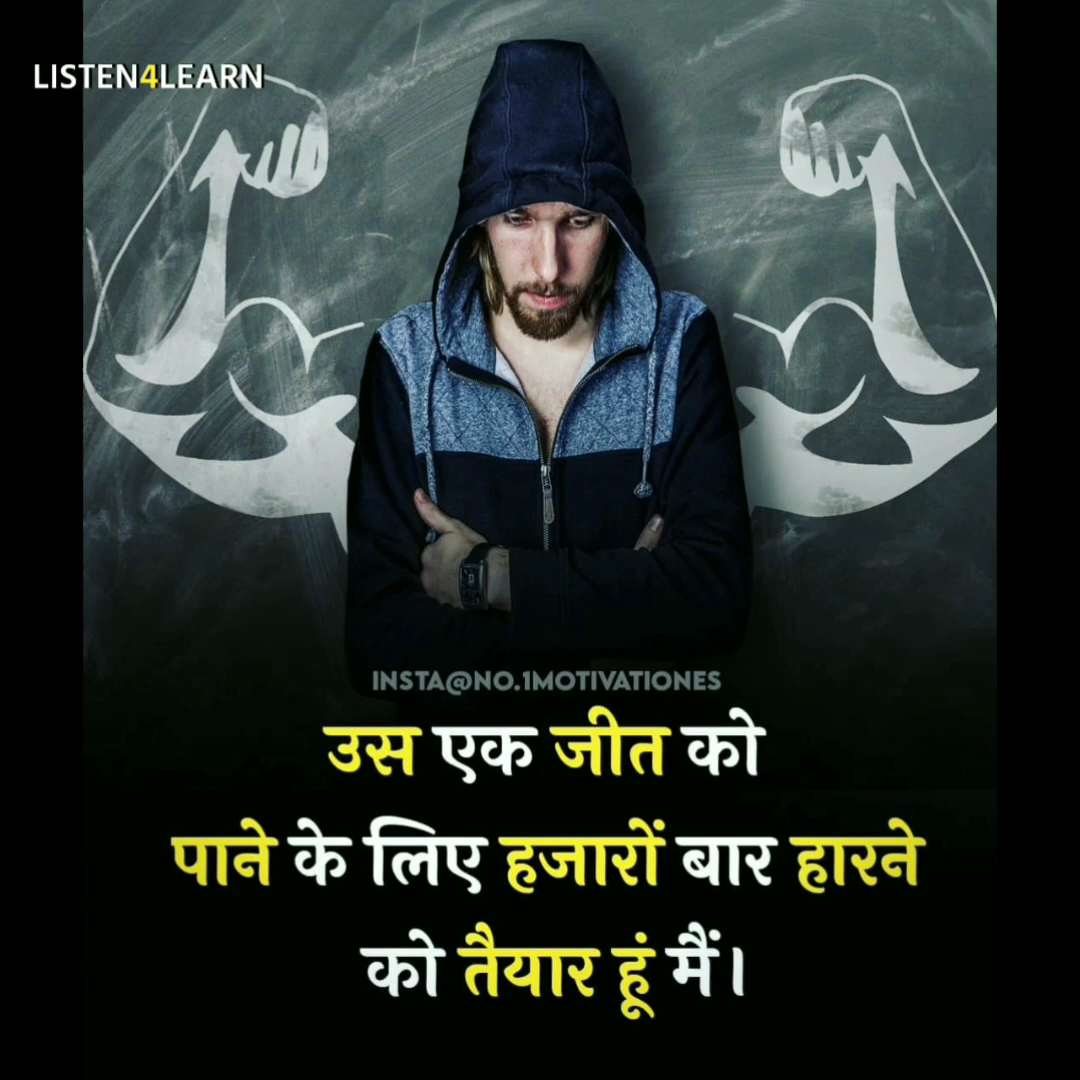 LISTEN4LEARN
INSTA@NO.1MOTIVATIONES
उस एक जीत को
पाने के लिए हजारों बार हारने
को तैयार हूं मैं।